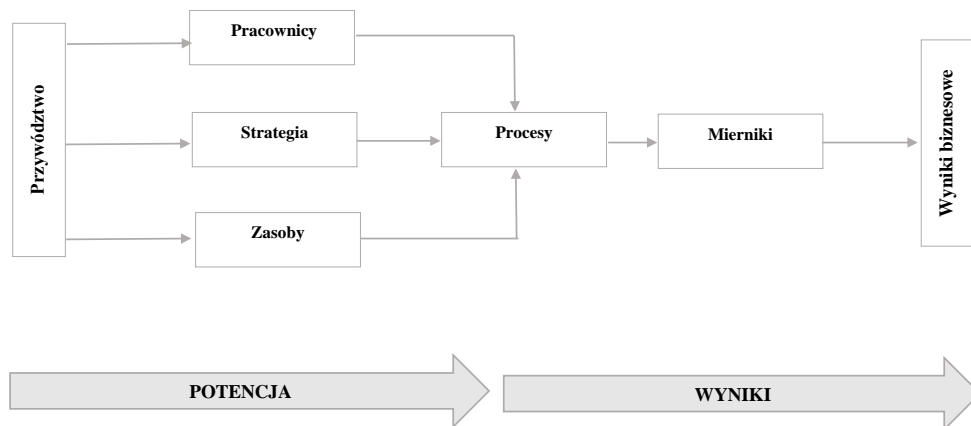 Przywództwo
Pracownicy
Strategia
Zasoby
Procesy
Mierniki
Wyniki biznesowe
POTENCJA
WYNIKI